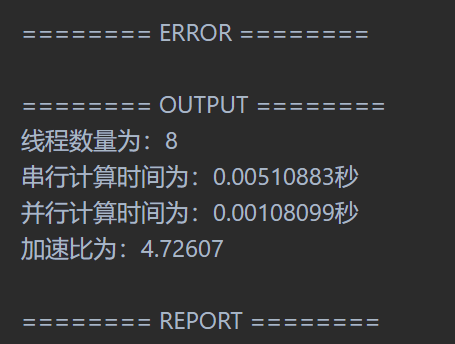 ======== ERROR ========
======== OUTPUT ========
线程数量为：8
串行计算时间为：0.00510883秒
并行计算时间为：0.00108099秒
加速比为：4.72607
======== REPORT ========